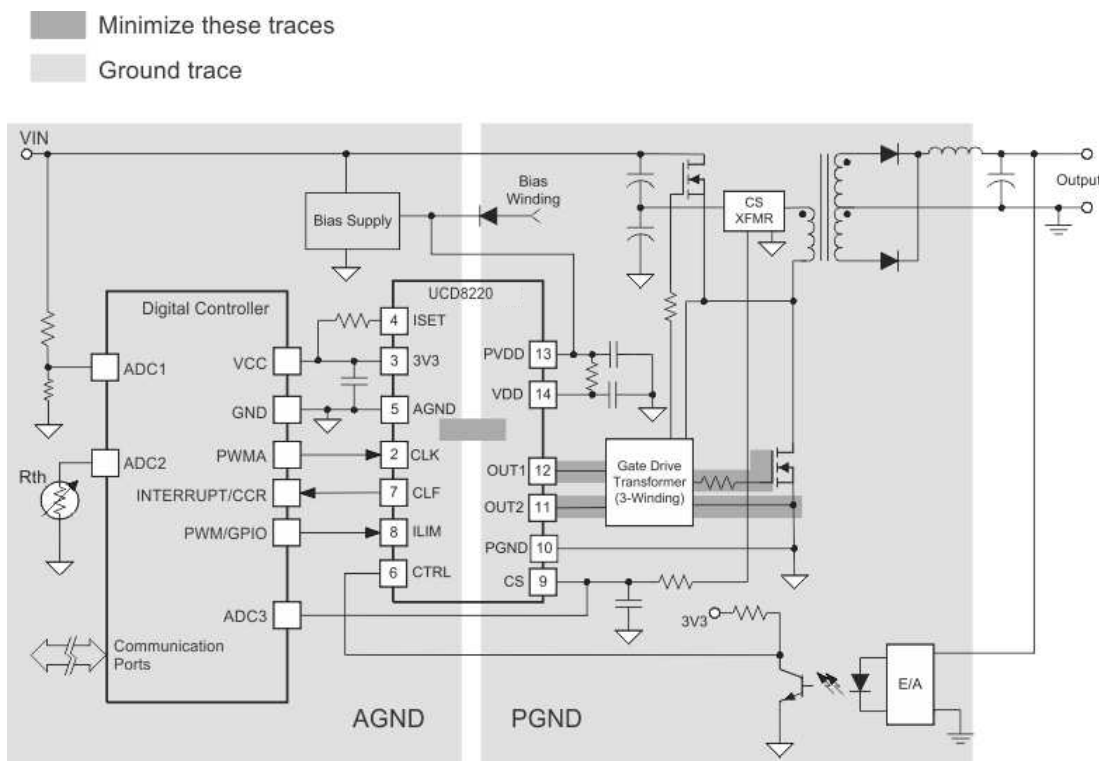 Minimize these traces
Ground trace
VIN
Bias Supply
Bias
Winding
CS
XFMR
Output
Digital Controller
UCD8220
ADC1
VCC
GND
ADC2
PWMA
INTERRUPT/CCR
PWM/GPIO
ADC3
Communication
Ports
Rth
4
ISET
3
3V3
5
AGND
2
CLK
7
CLF
8
ILIM
6
CTRL
PVDD
13
VDD
14
OUT1
12
OUT2
11
PGND
10
CS
9
Gate Drive
Transformer
(3-Winding)
3V3
E/A
AGND
PGND